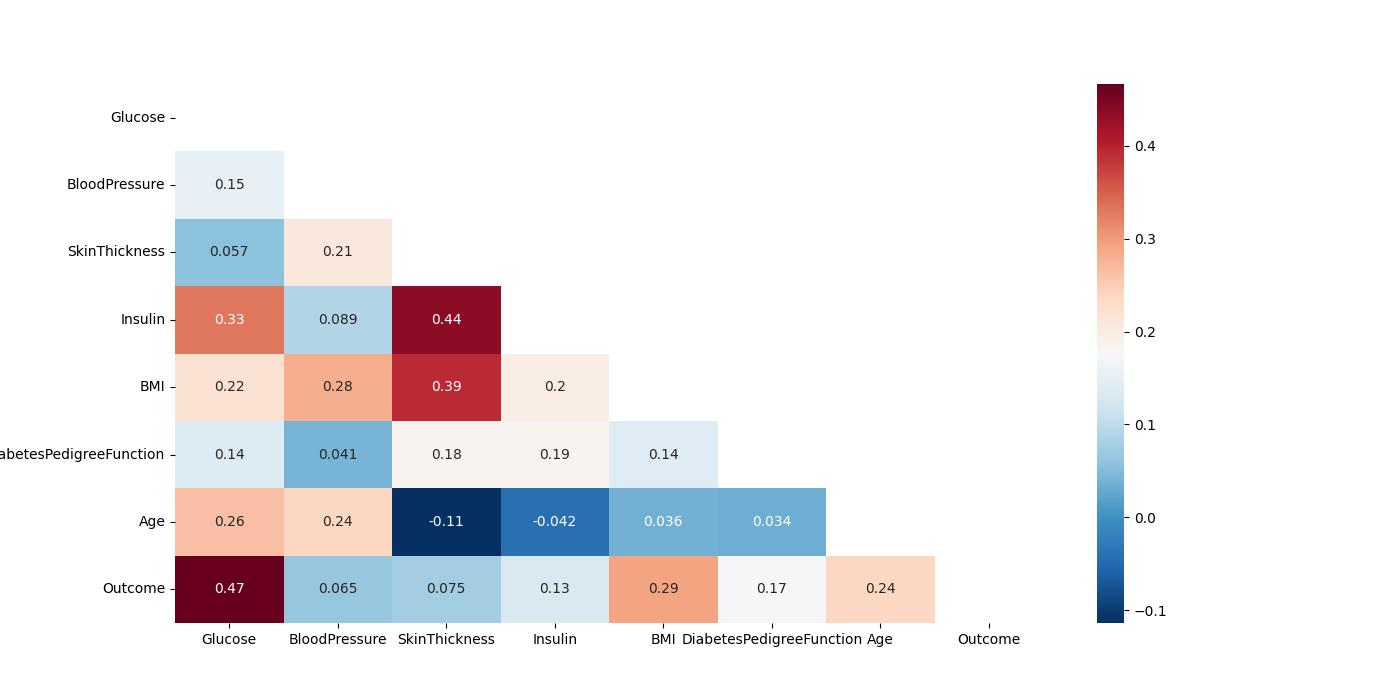 Glucose
BloodPressure 0.15
SkinThickness 0.057 0.21
Insulin 0.33 0.089 0.44
BMI 0.22 0.28 0.39 0.2
abetesPedigreeFunction 0.14 0.041 0.18 0.19 0.14
Age 0.26 0.24 -0.11 -0.042 0.036 0.034
Outcome 0.47 0.065 0.075 0.13 0.29 0.17 0.24
Glucose BloodPressure SkinThickness Insulin BMI DiabetesPedigreeFunction Age Outcome
0.4
0.3
0.2
0.1
0.0
−0.1